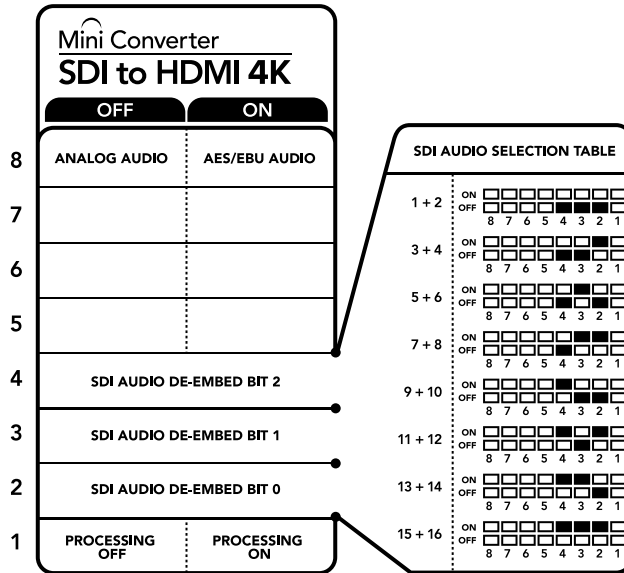 Mini Converter
SDI to HDMI 4K
OFF ON
8 ANALOG AUDIO AES/EBU AUDIO
7
6
5
4 SDI AUDIO DE-EMBED BIT 2
3 SDI AUDIO DE-EMBED BIT 1
2 SDI AUDIO DE-EMBED BIT 0
1 PROCESSING OFF PROCESSING ON
SDI AUDIO SELECTION TABLE
1 + 2 ON
OFF
8 7 6 5 4 3 2 1
3 + 4 ON
OFF
8 7 6 5 4 3 2 1
5 + 6 ON
OFF
8 7 6 5 4 3 2 1
7 + 8 ON
OFF
8 7 6 5 4 3 2 1
9 + 10 ON
OFF
8 7 6 5 4 3 2 1
11 + 12 ON
OFF
8 7 6 5 4 3 2 1
13 + 14 ON
OFF
8 7 6 5 4 3 2 1
15 + 16 ON
OFF
8 7 6 5 4 3 2 1